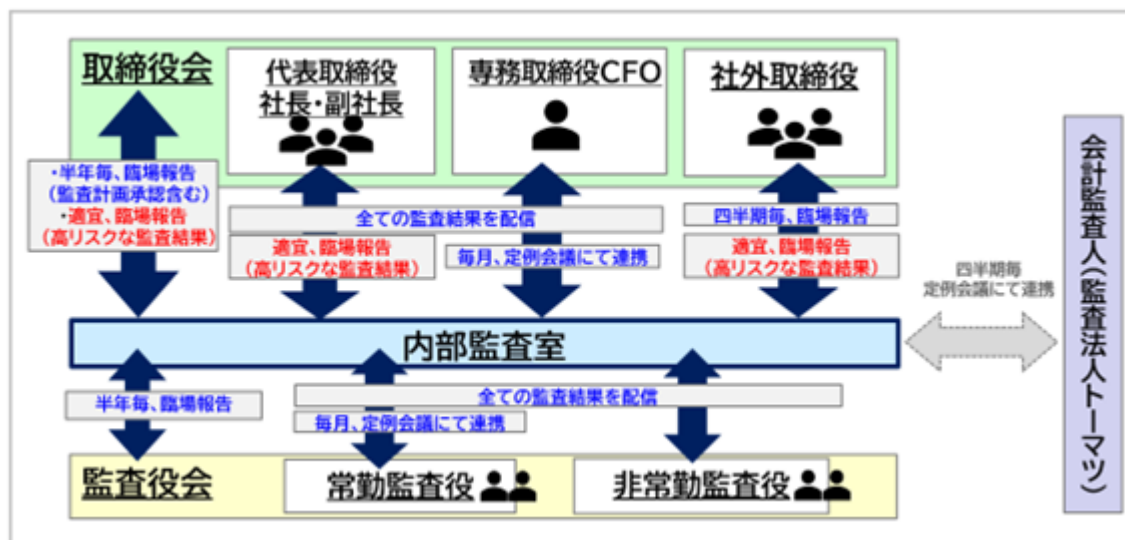 取締役会
代表取締役
社長・副社長
専務取締役CFO
社外取締役
・半年毎、臨場報告
(監査計画承認含む)
・適宜、臨場報告
(高リスクな監査結果)
全ての監査結果を配信
適宜、臨場報告
(高リスクな監査結果)
毎月、定例会議にて連携
四半期毎、臨場報告
適宜、臨場報告
(高リスクな監査結果)
内部監査室
四半期毎
定例会議にて連携
会計監査人(監査法人トーマツ)
半年毎、臨場報告
全ての監査結果を配信
毎月、定例会議にて連携
監査役会
常勤監査役
非常勤監査役